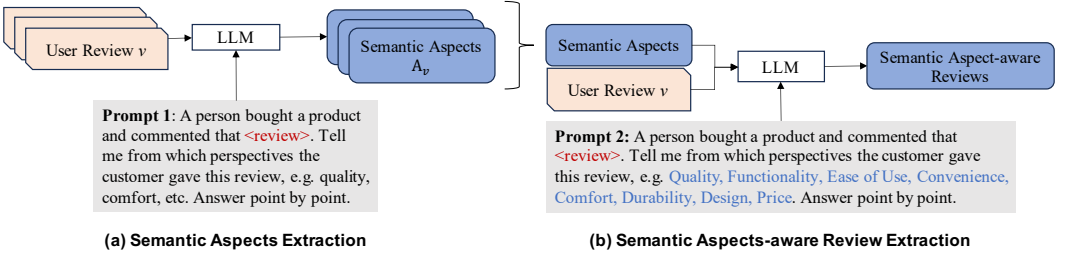 User Review v
LLM
Semantic Aspects
A_v
Prompt 1: A person bought a product
and commented that <review>. Tell
me from which perspectives the
customer gave this review, e.g. quality,
comfort, etc. Answer point by point.
(a) Semantic Aspects Extraction
Semantic Aspects
User Review v
LLM
Semantic Aspect-aware
Reviews
Prompt 2: A person bought a product and commented that
<review>. Tell me from which perspectives the customer gave
this review, e.g. Quality, Functionality, Ease of Use, Convenience,
Comfort, Durability, Design, Price. Answer point by point.
(b) Semantic Aspects-aware Review Extraction